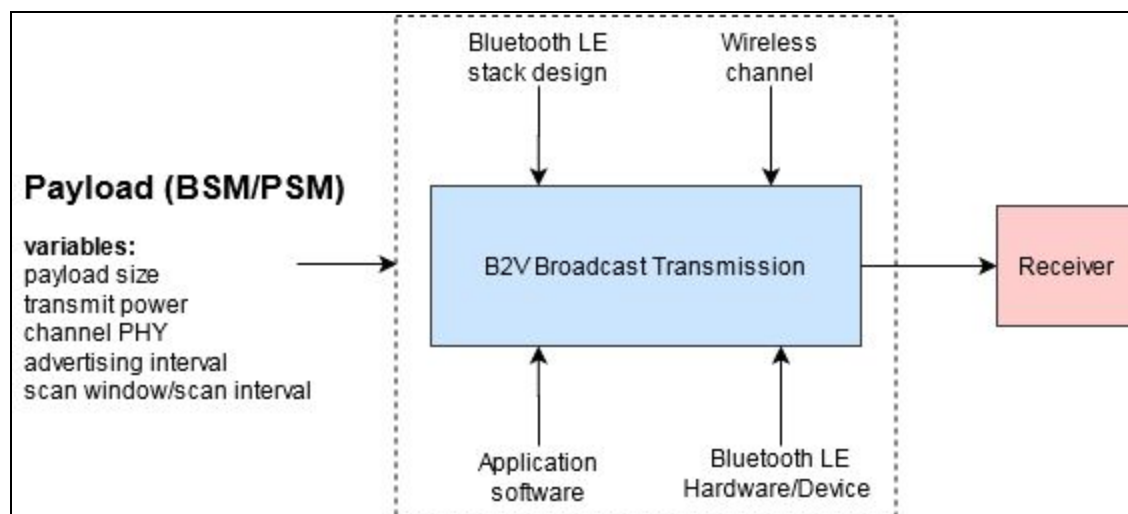 Bluetooth LE
stack design
Wireless
channel
Payload (BSM/PSM)
variables:
payload size
transmit power
channel PHY
advertising interval
scan window/scan interval
B2V Broadcast Transmission
Receiver
Application
software
Bluetooth LE
Hardware/Device